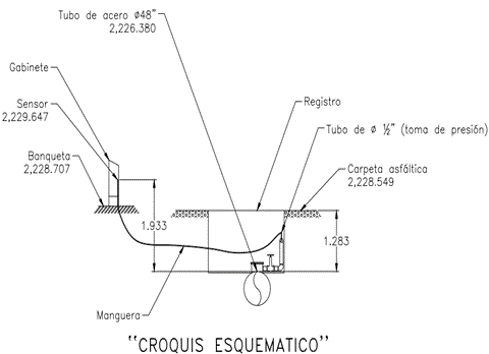 Tubo de acero ø48"
2,226.380
Gabinete
Sensor
2,229.647
Registro
Tubo de ø ½" (toma de presión)
Banqueta
2,228.707
Carpeta asfáltica
2,228.549
1.933
1.283
Manguera
"CROQUIS ESQUEMATICO"